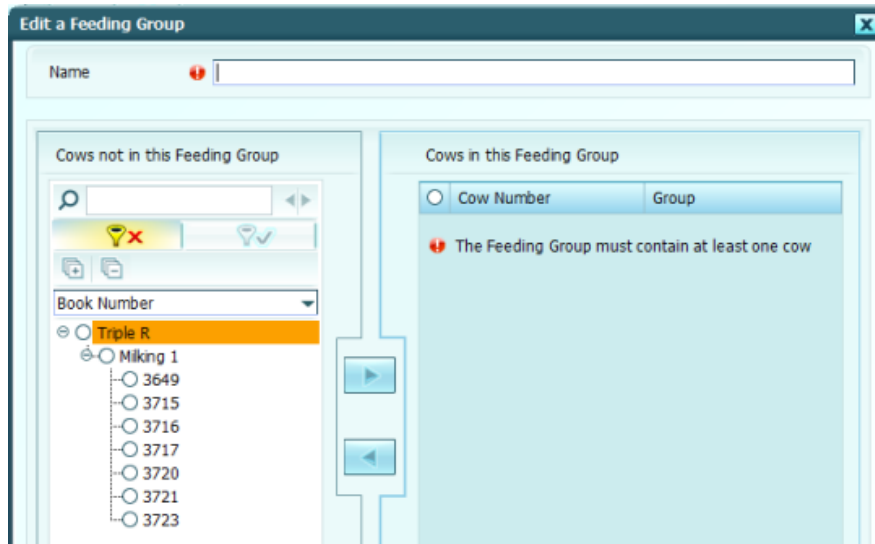 Edit a Feeding Group
Name
Cows not in this Feeding Group
Book Number
Triple R
Milking 1
3649
3715
3716
3717
3720
3721
3723
Cows in this Feeding Group
Cow Number Group
The Feeding Group must contain at least one cow